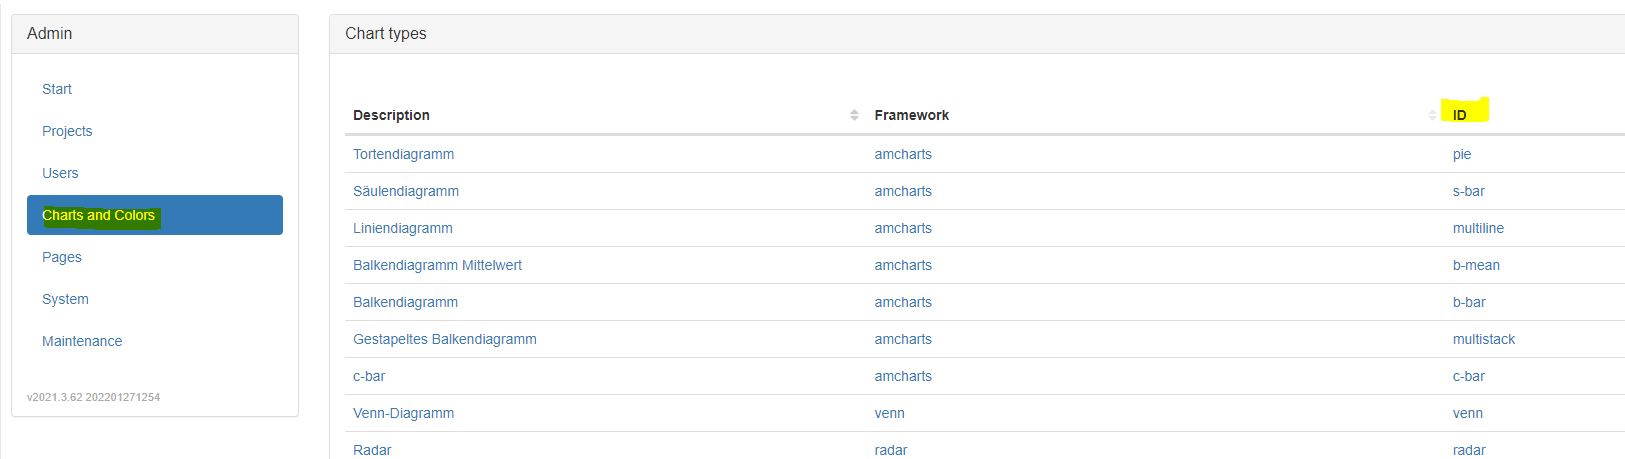 Admin
Start
Projects
Users
Charts and Colors
Pages
System
Maintenance
v2021.3.62 202201271254
Chart types
Description Framework ID
Tortendiagramm amcharts pie
Säulendiagramm amcharts s-bar
Liniendiagramm amcharts multiline
Balkendiagramm Mittelwert amcharts b-mean
Balkendiagramm amcharts b-bar
Gestapeltes Balkendiagramm amcharts multistack
c-bar amcharts c-bar
Venn-Diagramm venn venn
Radar radar radar